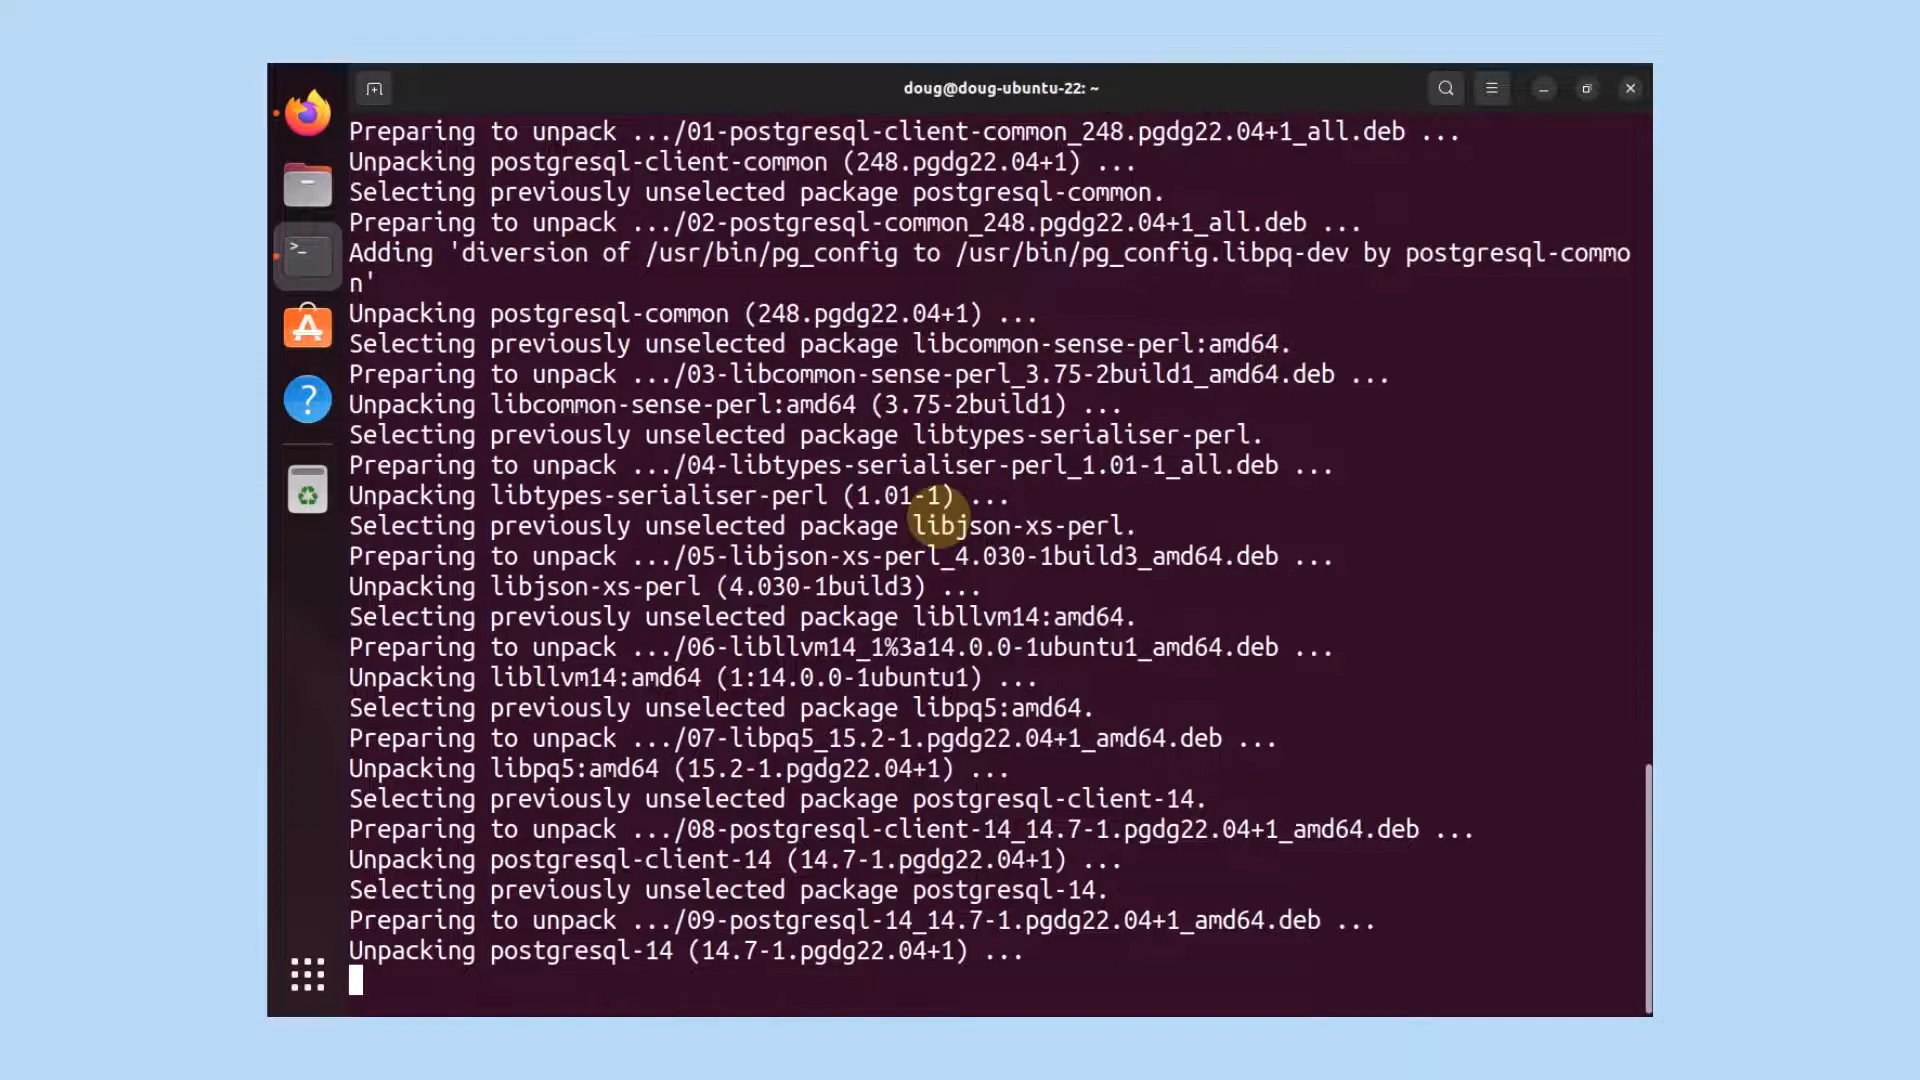 doug@doug-ubuntu-22: ~
Preparing to unpack .../01-postgresql-client-common_248.pgdg22.04+1_all.deb ...
Unpacking postgresql-client-common (248.pgdg22.04+1) ...
Selecting previously unselected package postgresql-common.
Preparing to unpack .../02-postgresql-common_248.pgdg22.04+1_all.deb ...
Adding 'diversion of /usr/bin/pg_config to /usr/bin/pg_config.libpq-dev by postgresql-commo
n'
Unpacking postgresql-common (248.pgdg22.04+1) ...
Selecting previously unselected package libcommon-sense-perl:amd64.
Preparing to unpack .../03-libcommon-sense-perl_3.75-2build1_amd64.deb ...
Unpacking libcommon-sense-perl:amd64 (3.75-2build1) ...
Selecting previously unselected package libtypes-serialiser-perl.
Preparing to unpack .../04-libtypes-serialiser-perl_1.01-1_all.deb ...
Unpacking libtypes-serialiser-perl (1.01-1) ...
Selecting previously unselected package libjson-xs-perl.
Preparing to unpack .../05-libjson-xs-perl_4.030-1build3_amd64.deb ...
Unpacking libjson-xs-perl (4.030-1build3) ...
Selecting previously unselected package libllvm14:amd64.
Preparing to unpack .../06-libllvm14_1%3a14.0.0-1ubuntu1_amd64.deb ...
Unpacking libllvm14:amd64 (1:14.0.0-1ubuntu1) ...
Selecting previously unselected package libpq5:amd64.
Preparing to unpack .../07-libpq5_15.2-1.pgdg22.04+1_amd64.deb ...
Unpacking libpq5:amd64 (15.2-1.pgdg22.04+1) ...
Selecting previously unselected package postgresql-client-14.
Preparing to unpack .../08-postgresql-client-14_14.7-1.pgdg22.04+1_amd64.deb ...
Unpacking postgresql-client-14 (14.7-1.pgdg22.04+1) ...
Selecting previously unselected package postgresql-14.
Preparing to unpack .../09-postgresql-14_14.7-1.pgdg22.04+1_amd64.deb ...
Unpacking postgresql-14 (14.7-1.pgdg22.04+1) ...